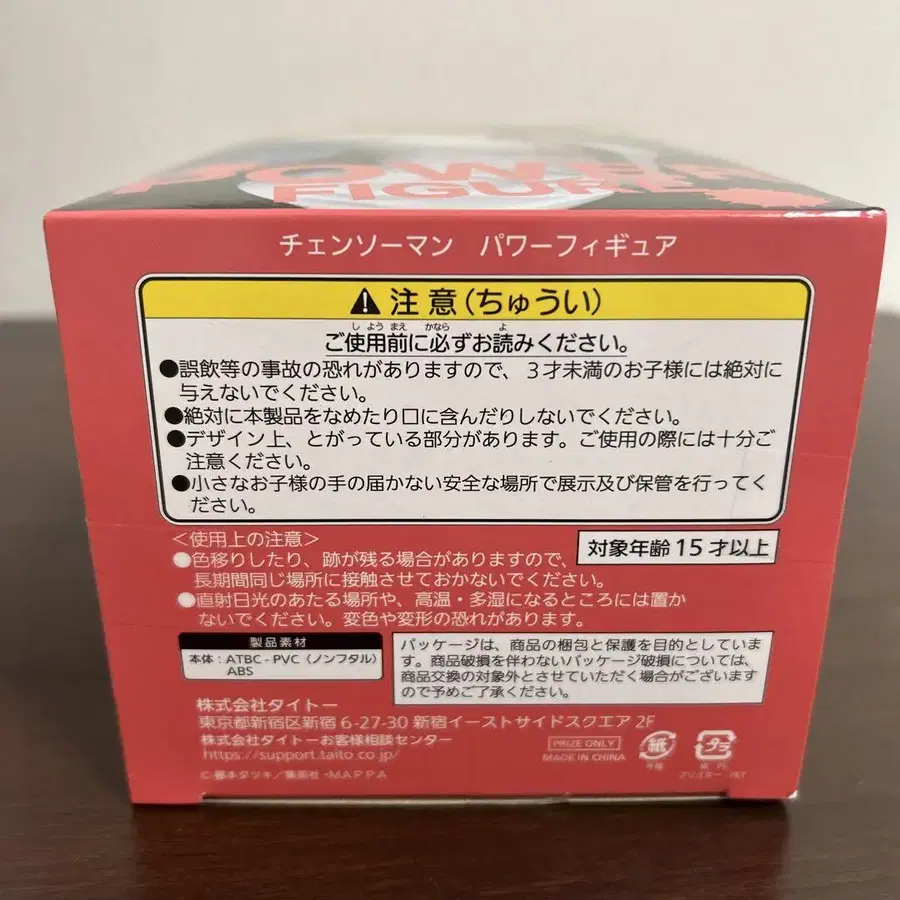 POWER
FIGURE
チェンソーマン パワーフィギュア
注意(ちゅうい)
ご使用前に必ずお読みください。
●誤飲等の事故の恐れがありますので、3才未満のお子様には絶対に
与えないでください。
●絶対に本製品をなめたり口に含んだりしないでください。
●デザイン上、とがっている部分があります。ご使用の際には十分ご
注意ください。
●小さなお子様の手の届かない安全な場所で展示及び保管を行ってく
ださい。
<使用上の注意>
対象年齢15才以上
●色移りしたり、跡が残る場合がありますので、
長期間同じ場所に接触させておかないでください。
●直射日光のあたる場所や、高温・多湿になるところには置か
ないでください。変色や変形の恐れがあります。
製品素材
本体:ATBC-PVC(ノンフタル)
ABS
パッケージは、商品の梱包と保護を目的としていま
す。商品破損を伴わないパッケージ破損については、
商品交換の対象外とさせていただく場合がございます
ので予めご了承ください。
株式会社タイトー
東京都新宿区新宿6-27-30 新宿イーストサイドスクエア2F
株式会社タイトーお客様相談センター
https://support.taito.co.jp/
©藤本タツキ/集英社・MAPPA
PRIZE ONLY
MADE IN CHINA
紙
外箱
プラ
袋、円
ブリスター:PET